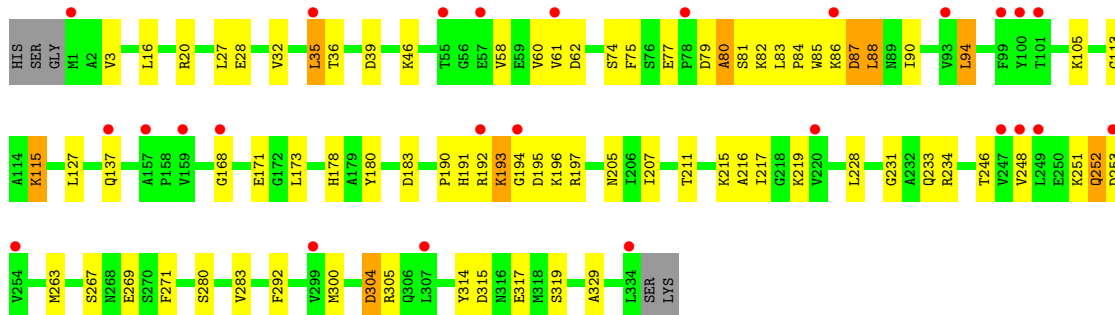 HIS SER GLY M1 A2 V3 L16 R20 L27 E28 V32 L35 T36 D39 K46 T55 G56 E57 V58 E59 V60 V61 D62 S74 F75 S76 E77 P78 D79 A80 S81 K82 L83 P84 W85 K86 D87 L88 N89 I90 V93 L94 F99 Y100 T101 K105 G113
A114 K115 L127 Q137 A157 P158 V159 G168 E171 G172 L173 H178 A179 Y180 D183 P190 H191 R192 K193 G194 D195 K196 R197 N205 I206 I207 T211 K215 A216 I217 G218 K219 V220 L228 G231 A232 Q233 R234 T246 V247 V248 L249 E250 K251 Q252 D253
V254 M263 S267 N268 E269 S270 F271 S280 V283 F292 V299 M300 D304 R305 Q306 L307 Y314 D315 N316 E317 M318 S319 A329 L334 SER LYS